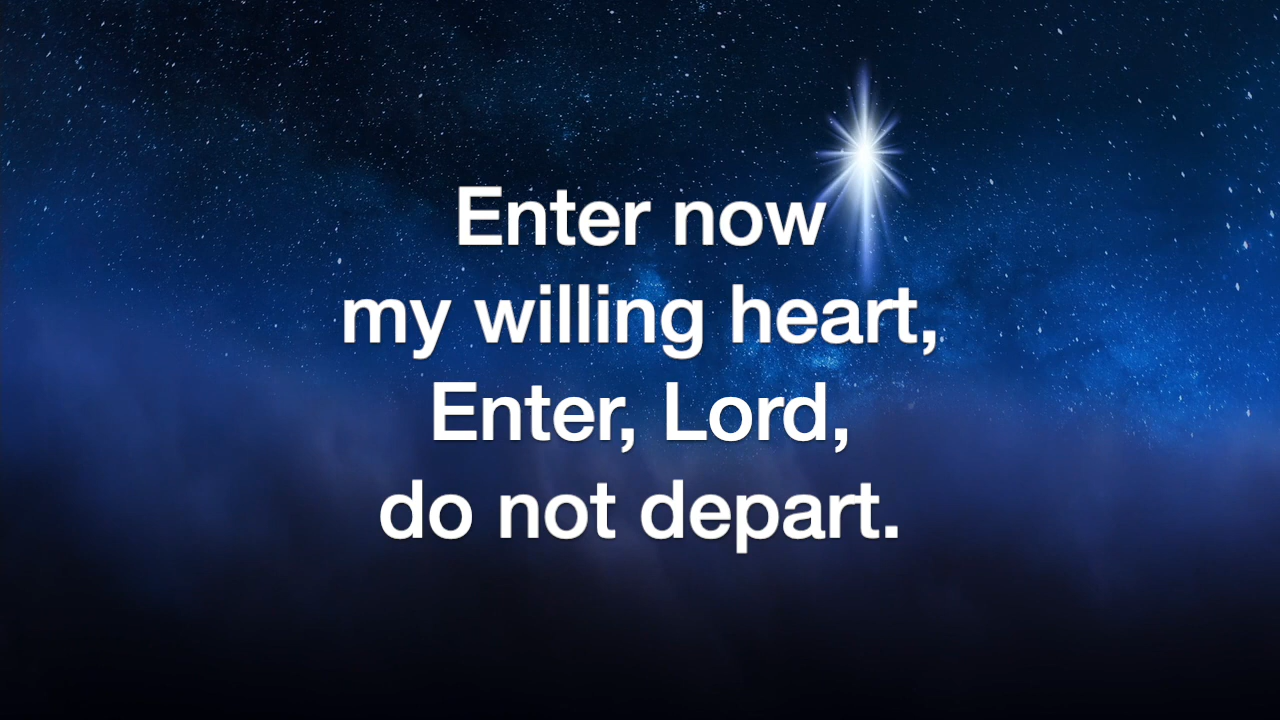 Enter now
my willing heart,
Enter, Lord,
do not depart.